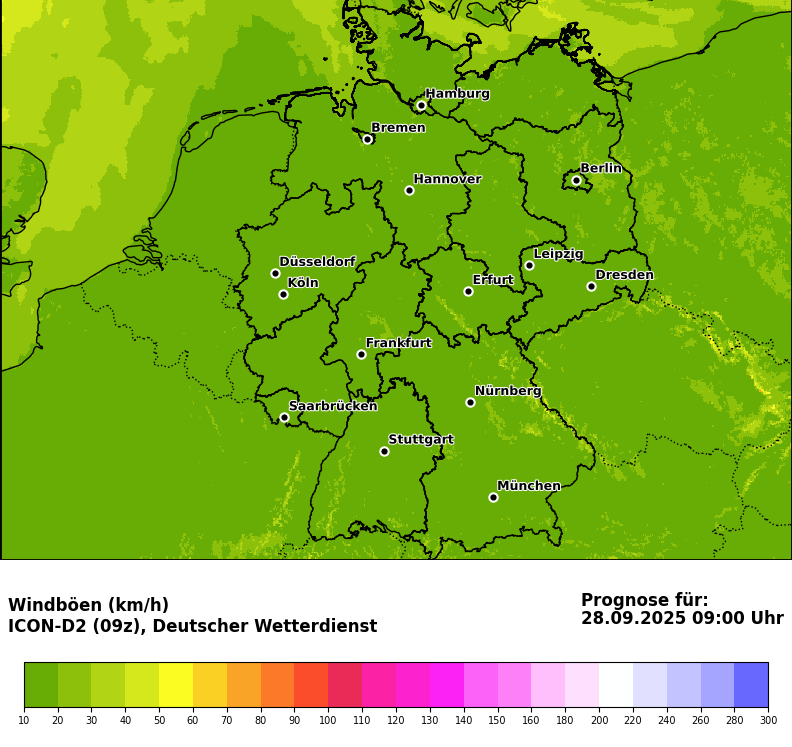 Hamburg
Bremen
Berlin
Hannover
Leipzig
Düsseldorf
Dresden
Köln
Erfurt
Frankfurt
Nürnberg
Saarbrücken
Stuttgart
München
Windböen (km/h)
ICON-D2 (09z), Deutscher Wetterdienst
Prognose für:
28.09.2025 09:00 Uhr
10 20 30 40 50 60 70 80 90 100 110 120 130 140 150 160 180 200 220 240 260 280 300